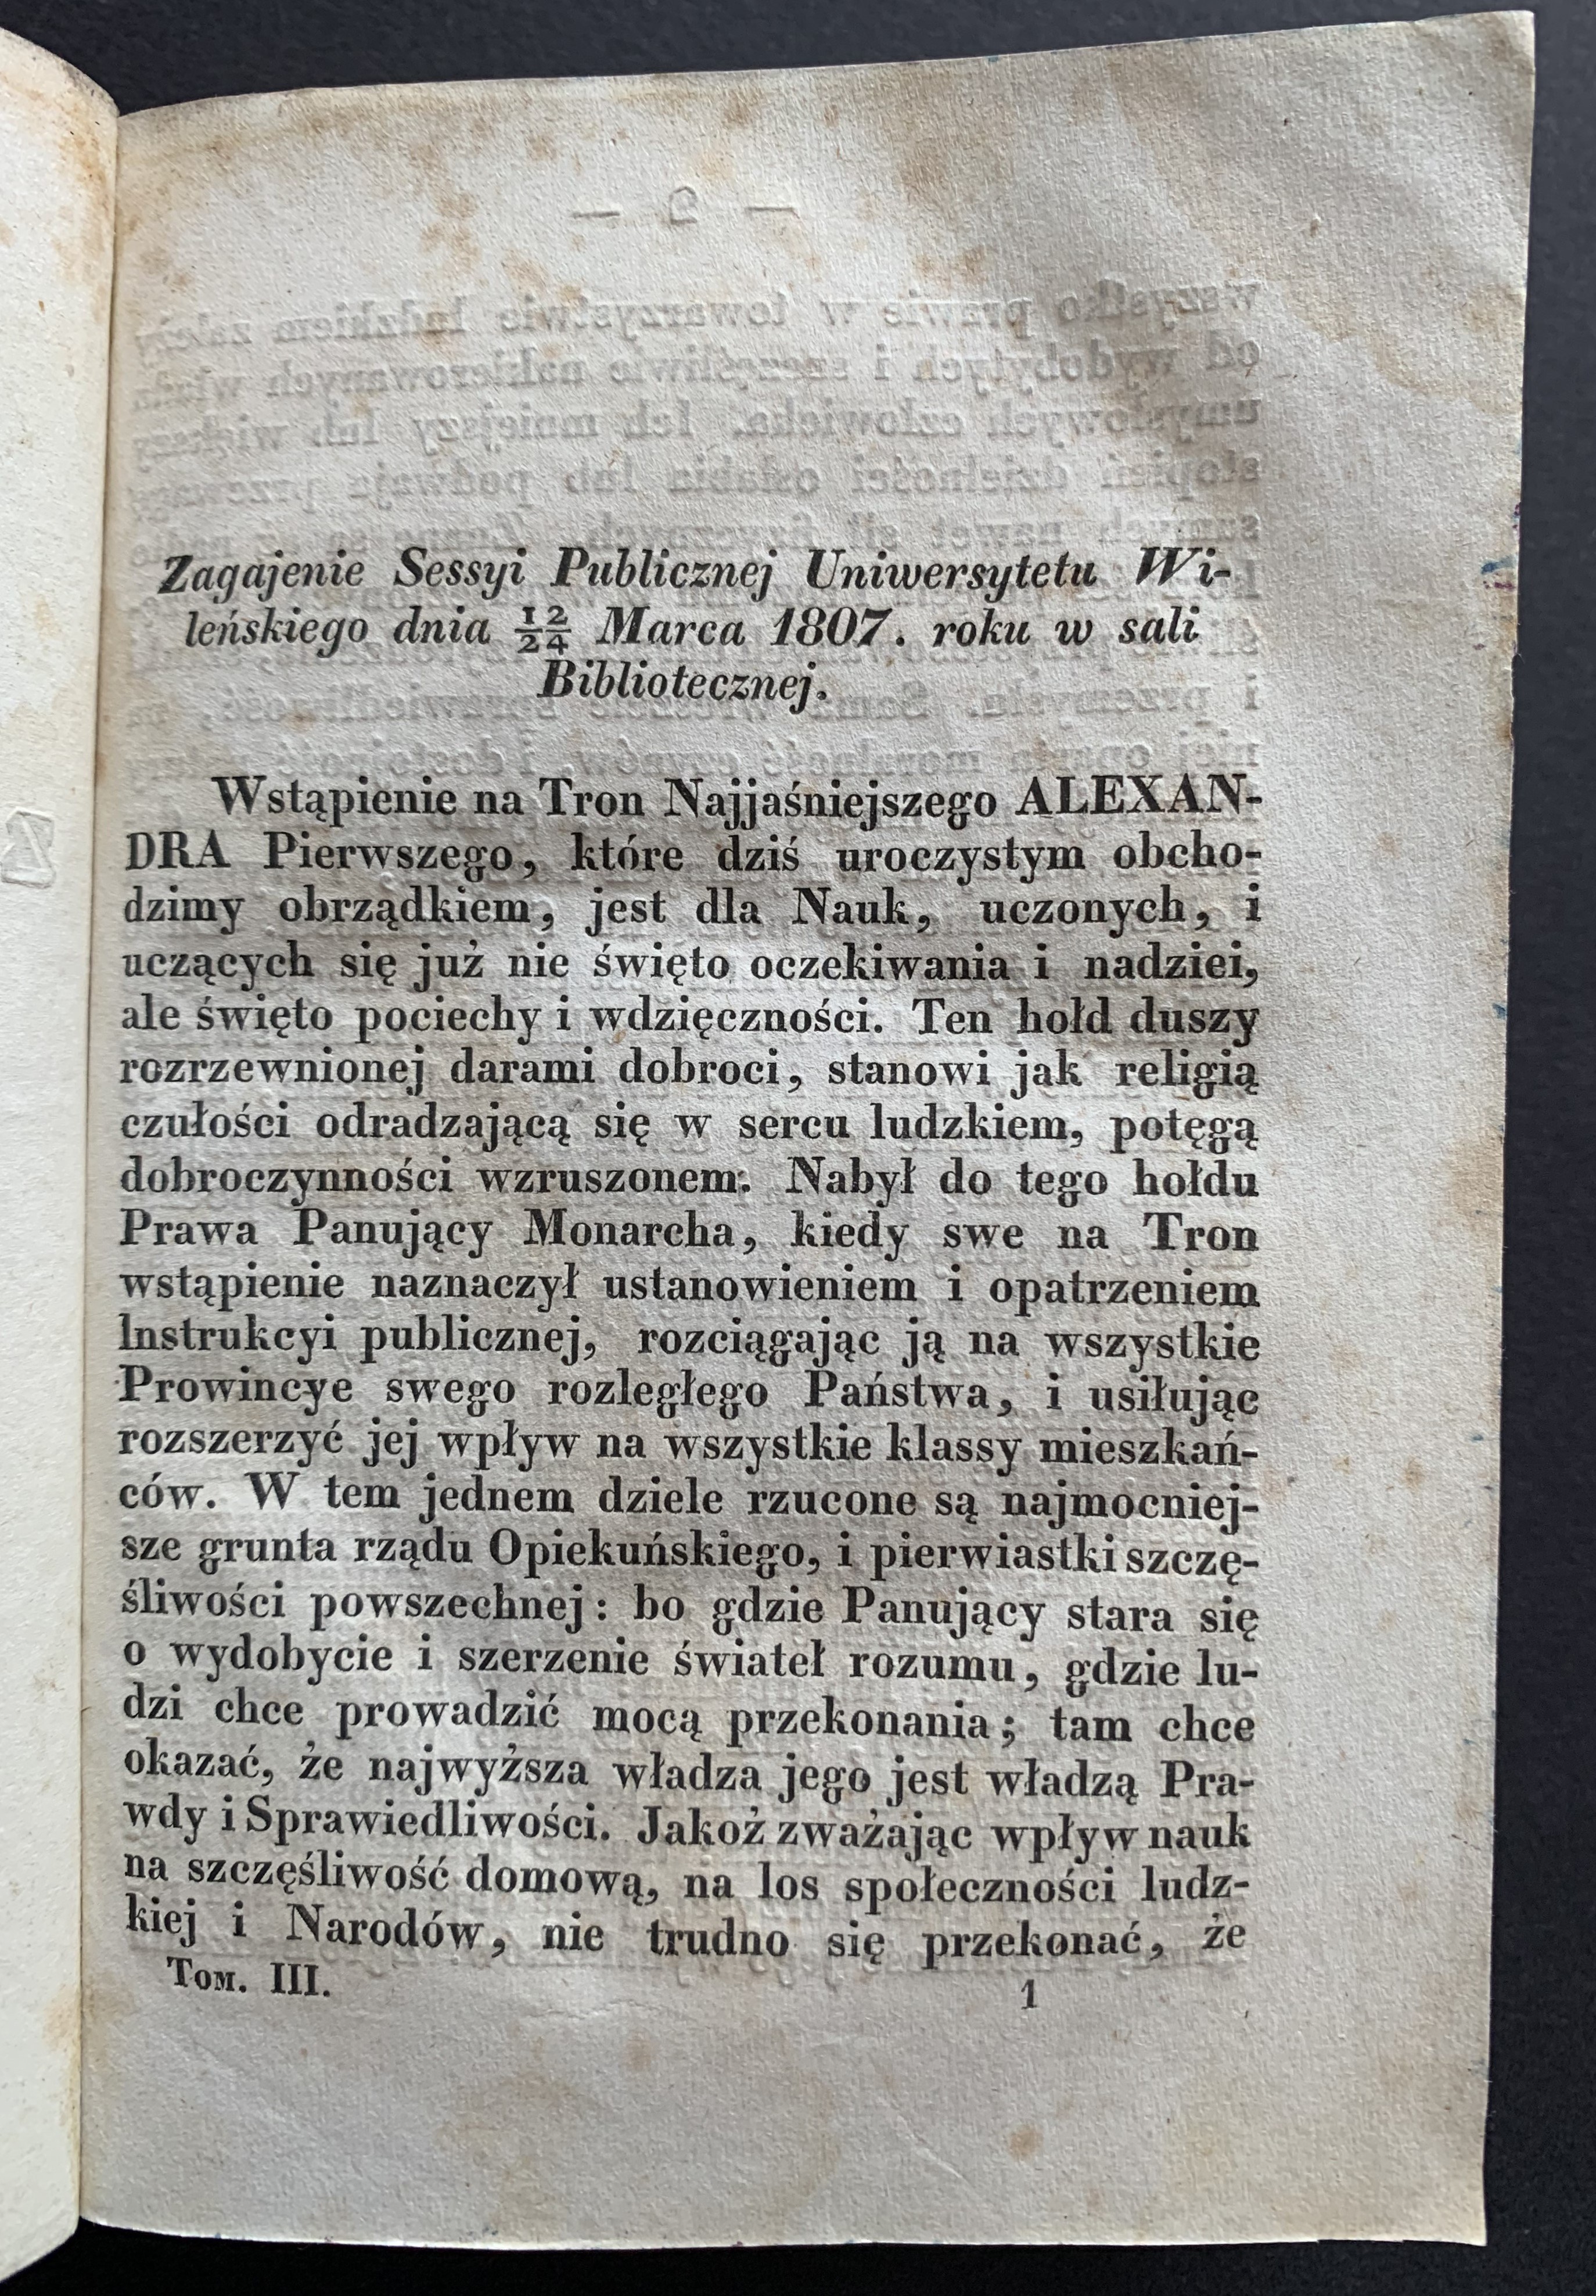 Zagajenie Sessyi Publicznej Uniwersytetu Wi-
leńskiego dnia 12/24 Marca 1807. roku w sali
Bibliotecznej.
Wstąpienie na Tron Najjaśniejszego ALEXAN-
DRA Pierwszego, które dziś uroczystym obcho-
dzimy obrządkiem, jest dla Nauk, uczonych, i
uczących się już nie święto oczekiwania i nadziei,
ale święto pociechy i wdzięczności. Ten hołd duszy
rozrzewnionej darami dobroci, stanowi jak religią
czułości odradzającą się w sercu ludzkiem, potęgą
dobroczynności wzruszonem. Nabył do tego hołdu
Prawa Panujący Monarcha, kiedy swe na Tron
wstąpienie naznaczył ustanowieniem i opatrzeniem
Instrukcyi publicznej, rozciągając ją na wszystkie
Prowincye swego rozległego Państwa, i usiłując
rozszerzyć jej wpływ na wszystkie klassy mieszkań-
ców. W tem jednem dziele rzucone są najmocniej-
sze grunta rządu Opiekuńskiego, i pierwiastki szczę-
śliwości powszechnej: bo gdzie Panujący stara się
o wydobycie i szerzenie świateł rozumu, gdzie lu-
dzi chce prowadzić mocą przekonania; tam chce
okazać, że najwyższa władza jego jest władzą Pra-
wdy i Sprawiedliwości. Jakoż zważając wpływ nauk
na szczęśliwość domową, na los społeczności ludz-
kiej i Narodów, nie trudno się przekonać, że
Tom. III. 1